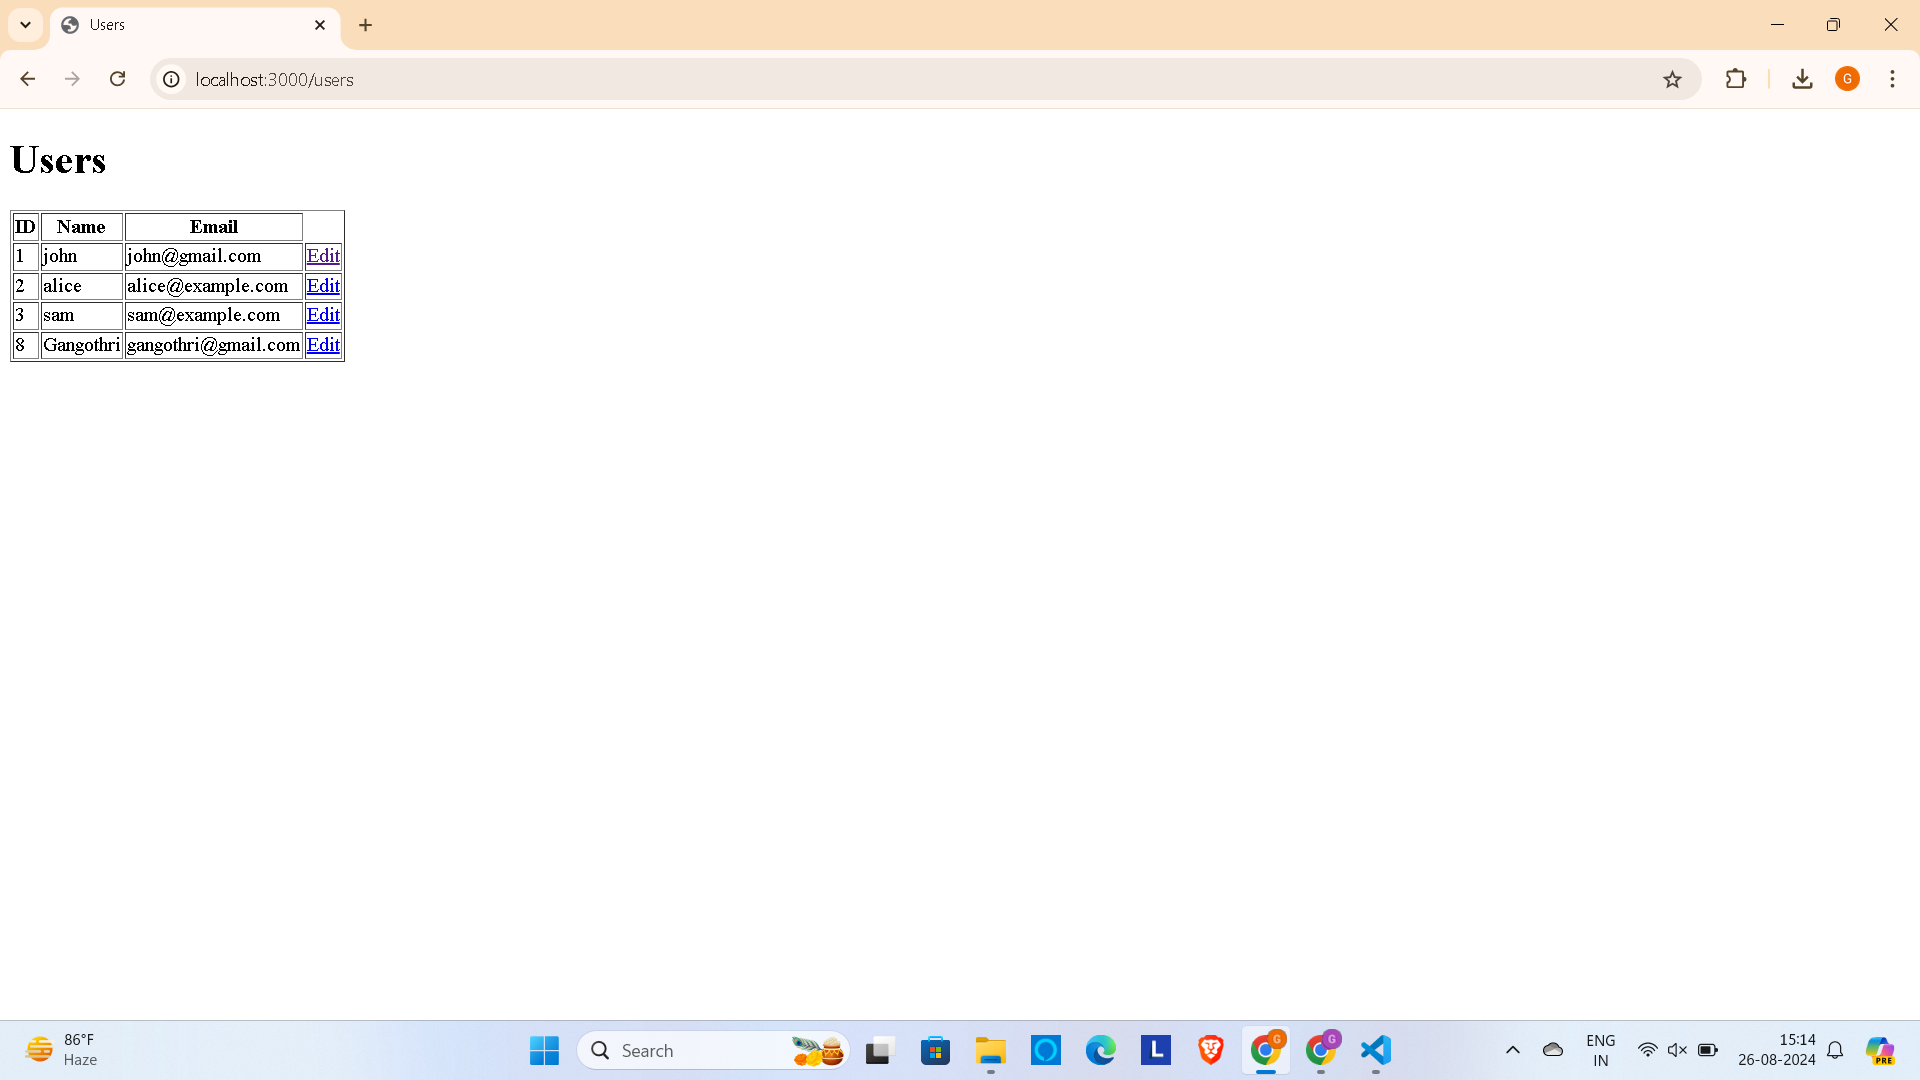 Users
localhost:3000/users
G
Users
ID Name Email
1 john john@gmail.com Edit
2 alice alice@example.com Edit
3 sam sam@example.com Edit
8 Gangothri gangothri@gmail.com Edit
86°F
Haze
Search
L
G
G
ENG
IN
15:14
26-08-2024
PRE